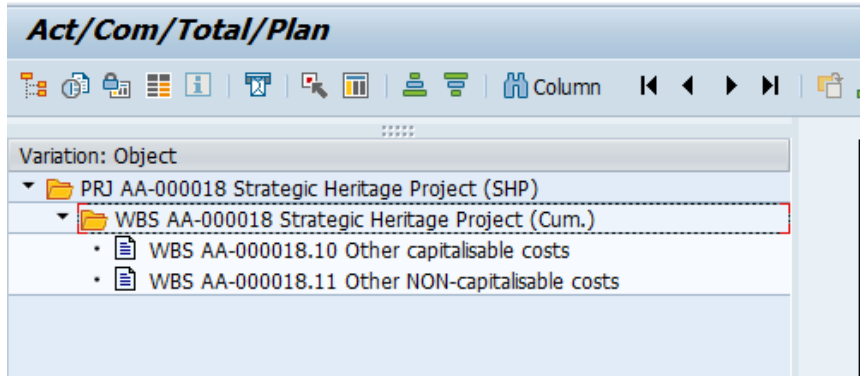 Act/Com/Total/Plan
Column
Variation: Object
PRJ AA-000018 Strategic Heritage Project (SHP)
WBS AA-000018 Strategic Heritage Project (Cum.)
WBS AA-000018.10 Other capitalisable costs
WBS AA-000018.11 Other NON-capitalisable costs